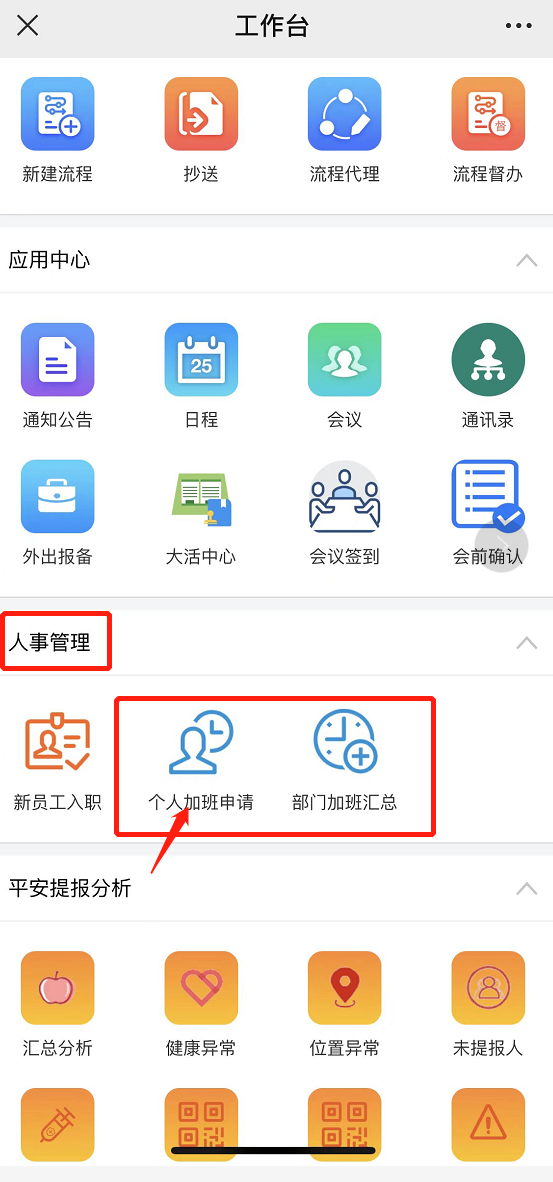 工作台
新建流程 抄送 流程代理 流程督办
督
应用中心
25
通知公告 日程 会议 通讯录
外出报备 大活中心 会议签到 会前确认
人事管理
新员工入职 个人加班申请 部门加班汇总
平安提报分析
汇总分析 健康异常 位置异常 未提报人